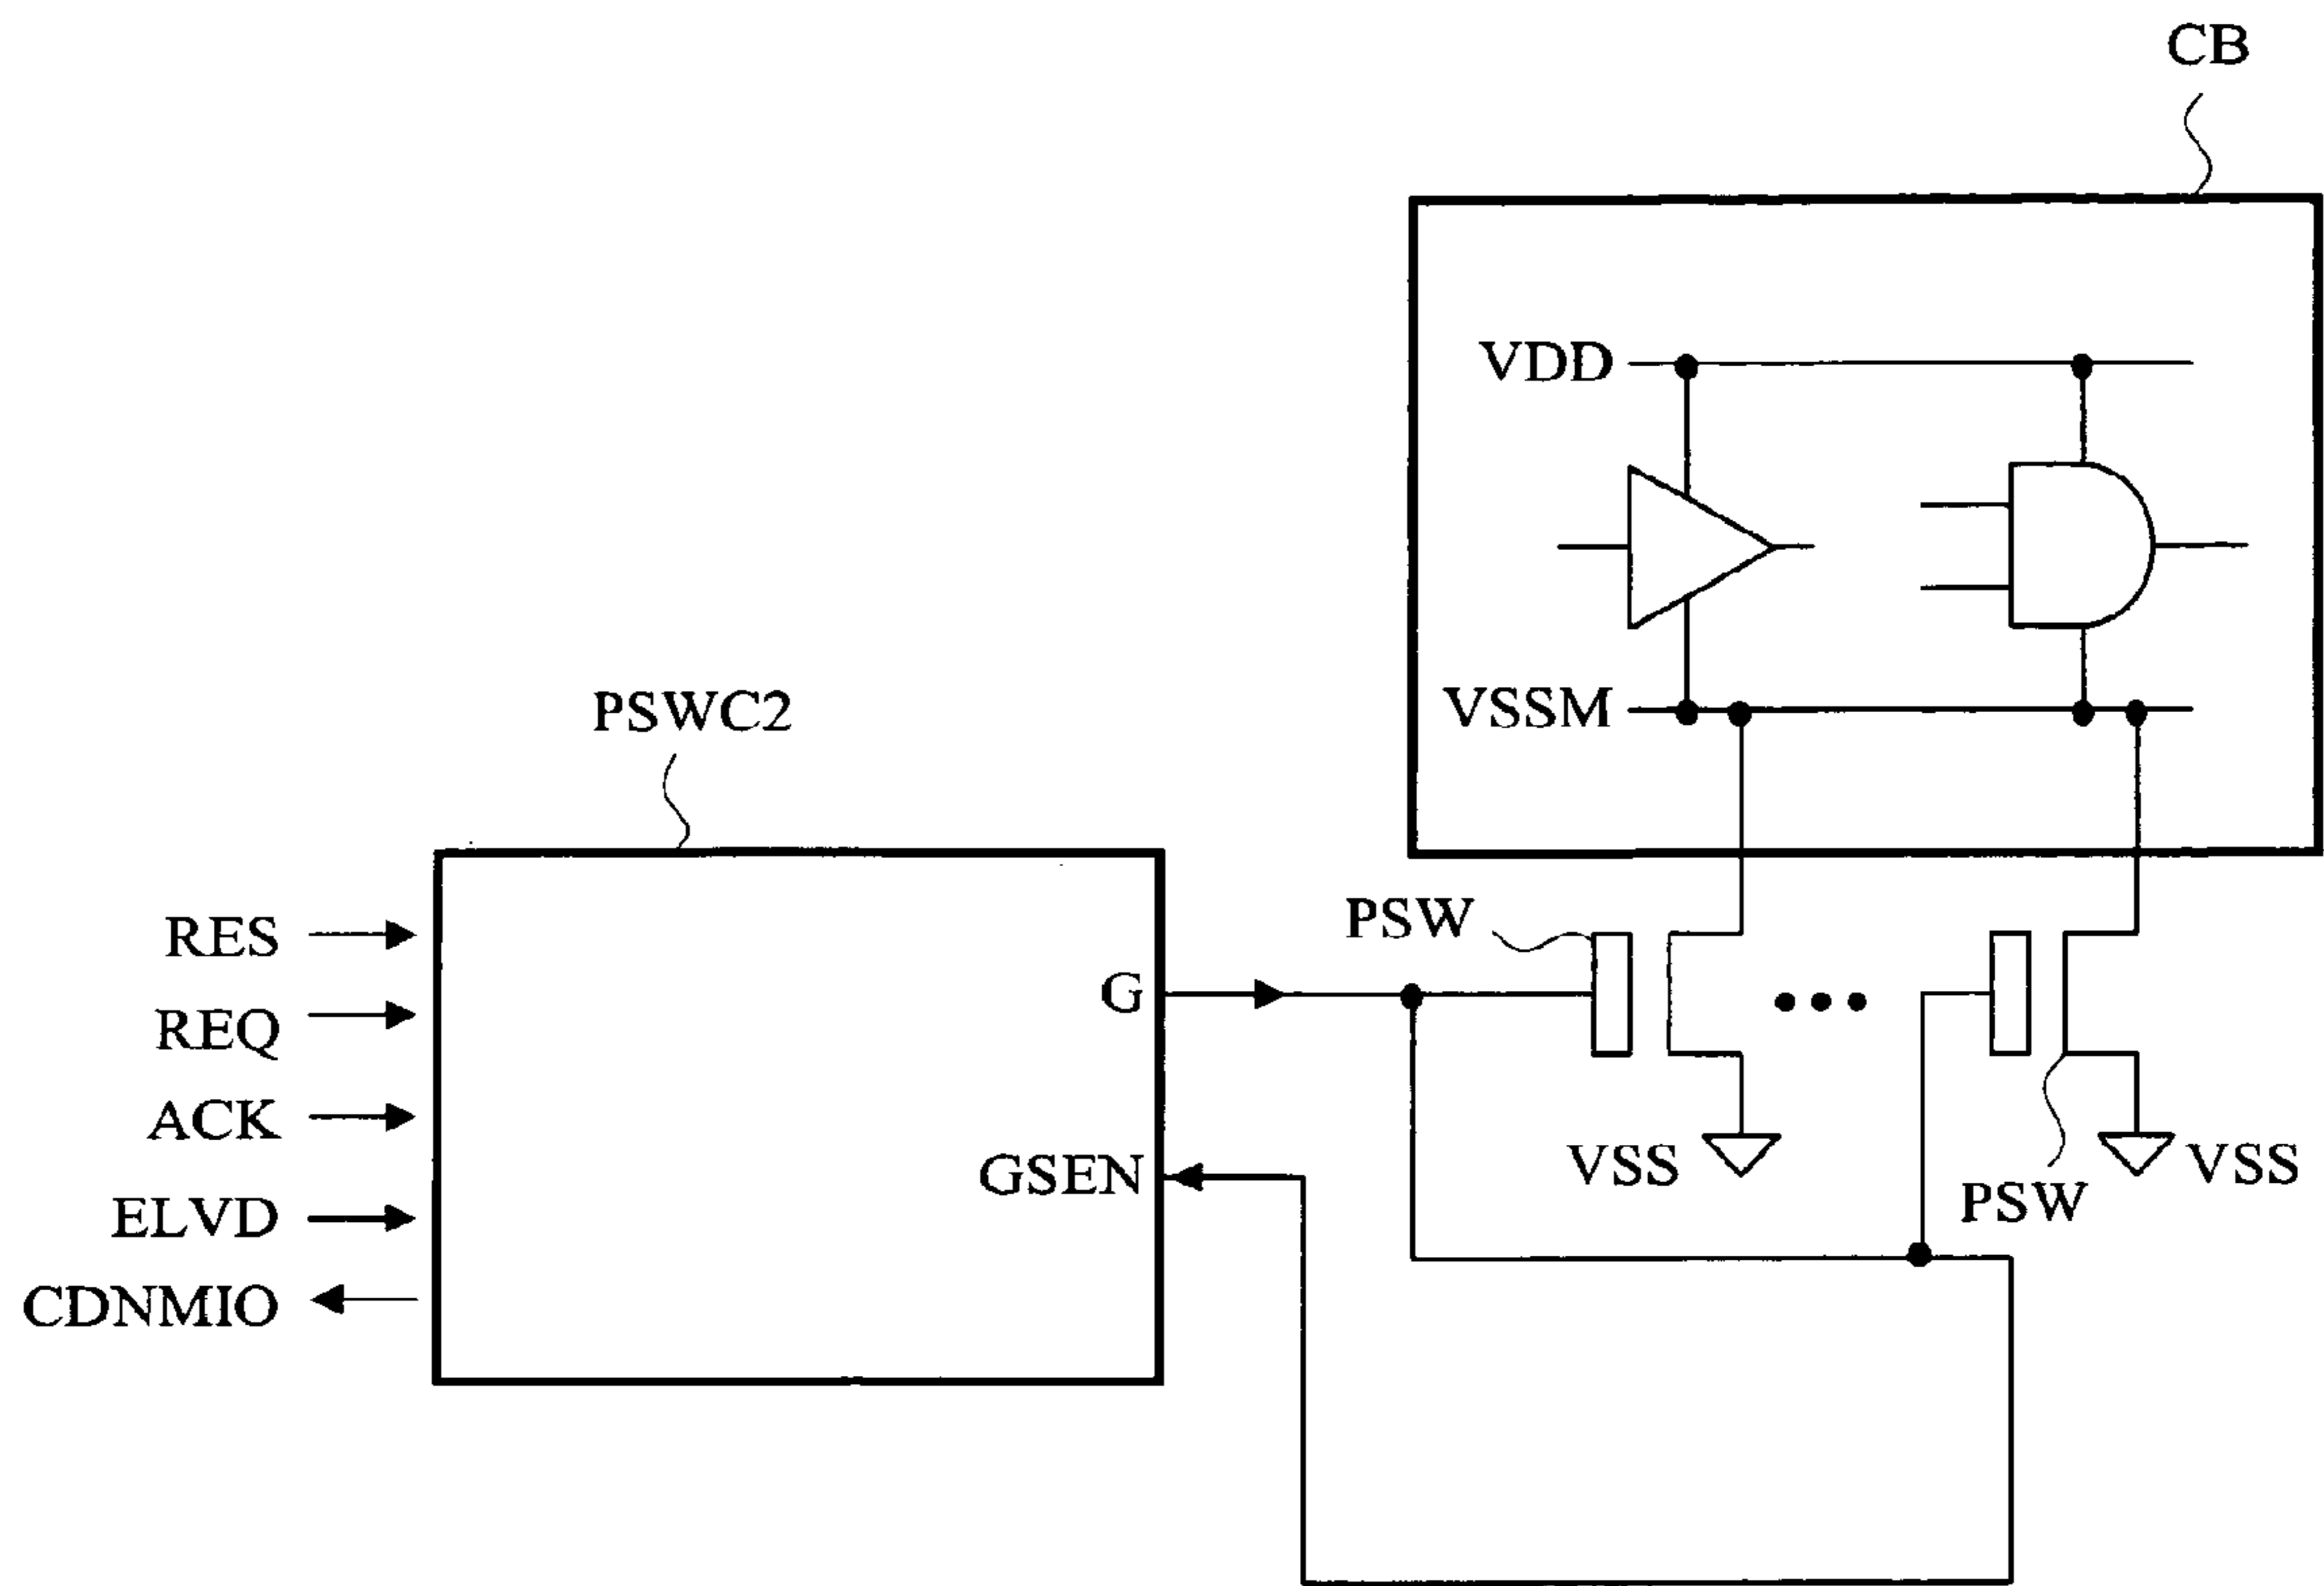 CB
VDD
VSSM
PSWC2
PSW
RES
REQ
ACK
ELVD
CDNMIO
G
GSEN
VSS
VSS
PSW